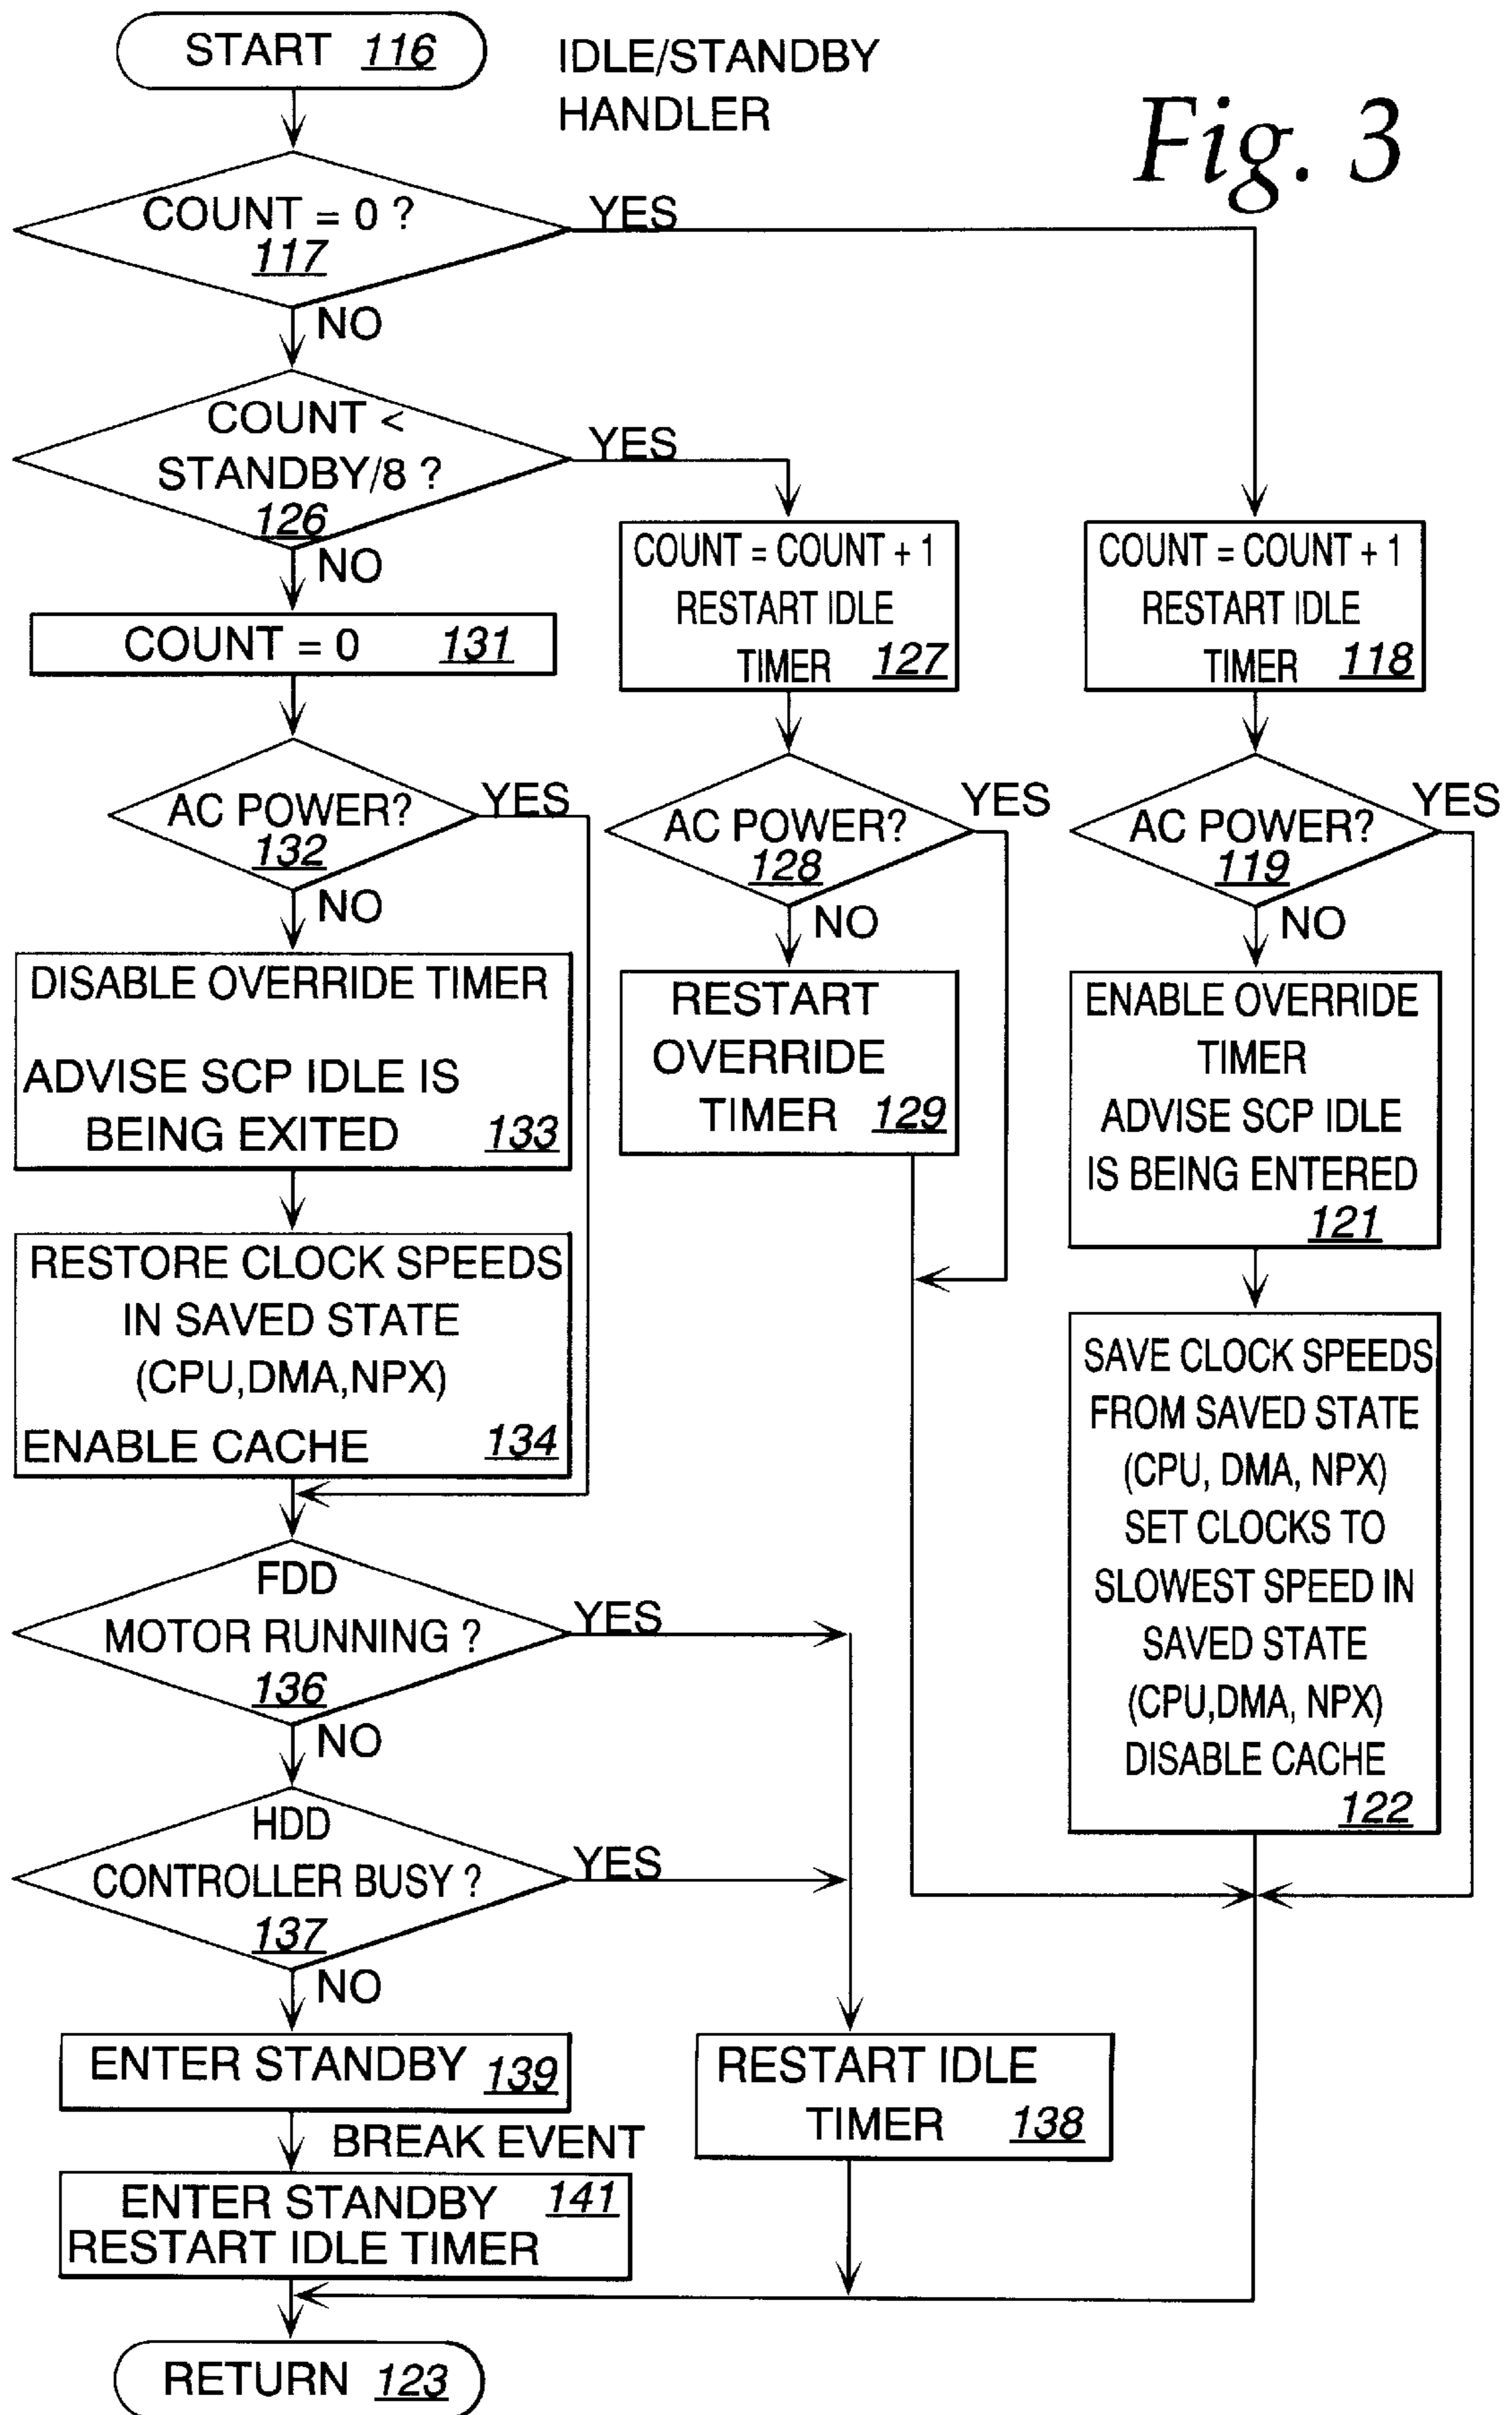 START 116
IDLE/STANDBY
HANDLER
Fig. 3
COUNT = 0 ?
117
YES
NO
COUNT <
STANDBY/8 ?
126
YES
NO
COUNT = 0 131
AC POWER?
132
YES
NO
DISABLE OVERRIDE TIMER
ADVISE SCP IDLE IS
BEING EXITED 133
RESTORE CLOCK SPEEDS
IN SAVED STATE
(CPU,DMA,NPX)
ENABLE CACHE 134
FDD
MOTOR RUNNING ?
136
YES
NO
HDD
CONTROLLER BUSY ?
137
YES
NO
ENTER STANDBY 139
BREAK EVENT
ENTER STANDBY 141
RESTART IDLE TIMER
RETURN 123
COUNT = COUNT + 1
RESTART IDLE
TIMER 127
AC POWER?
128
YES
NO
RESTART
OVERRIDE
TIMER 129
RESTART IDLE
TIMER 138
COUNT = COUNT + 1
RESTART IDLE
TIMER 118
AC POWER?
119
YES
NO
ENABLE OVERRIDE
TIMER
ADVISE SCP IDLE
IS BEING ENTERED
121
SAVE CLOCK SPEEDS
FROM SAVED STATE
(CPU, DMA, NPX)
SET CLOCKS TO
SLOWEST SPEED IN
SAVED STATE
(CPU,DMA, NPX)
DISABLE CACHE
122